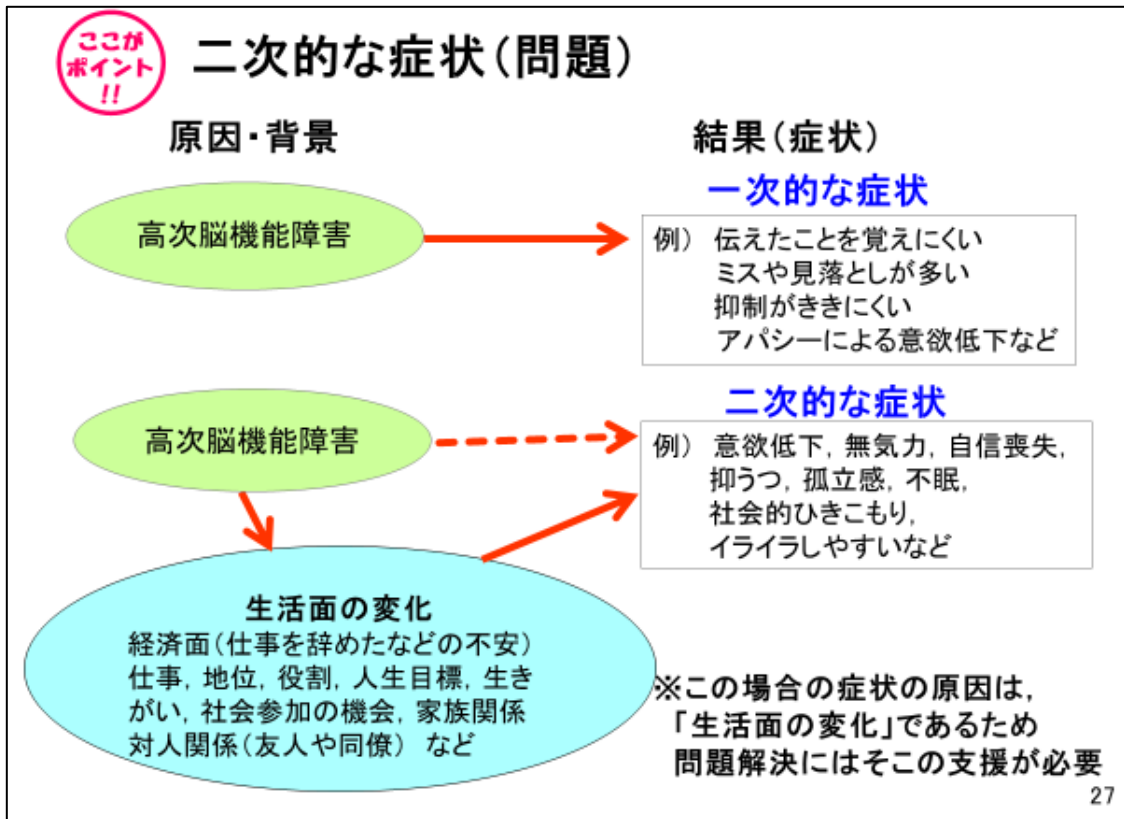 ここが
ポイント
!!
二次的な症状(問題)
原因・背景
結果(症状)
一次的な症状
高次脳機能障害
例) 伝えたことを覚えにくい
ミスや見落としが多い
抑制がききにくい
アパシーによる意欲低下など
二次的な症状
高次脳機能障害
例) 意欲低下, 無気力, 自信喪失,
抑うつ, 孤立感, 不眠,
社会的ひきこもり,
イライラしやすいなど
生活面の変化
経済面(仕事を辞めたなどの不安)
仕事, 地位, 役割, 人生目標, 生き
がい, 社会参加の機会, 家族関係
対人関係(友人や同僚) など
※この場合の症状の原因は,
「生活面の変化」であるため
問題解決にはそこの支援が必要
27